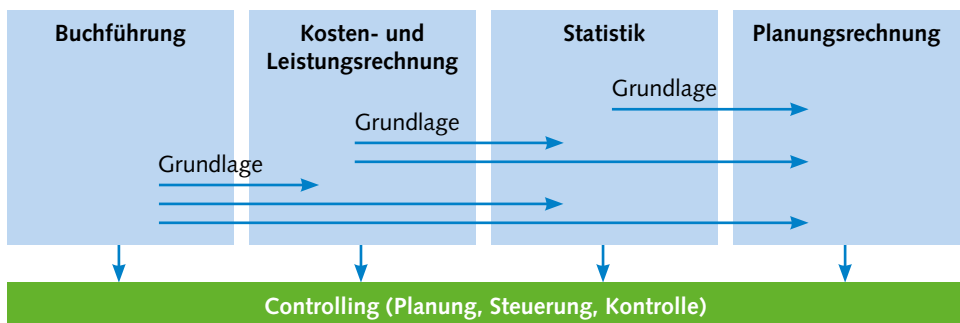 Buchführung
Kosten- und
Leistungsrechnung
Statistik
Planungsrechnung
Grundlage
Grundlage
Grundlage
Controlling (Planung, Steuerung, Kontrolle)